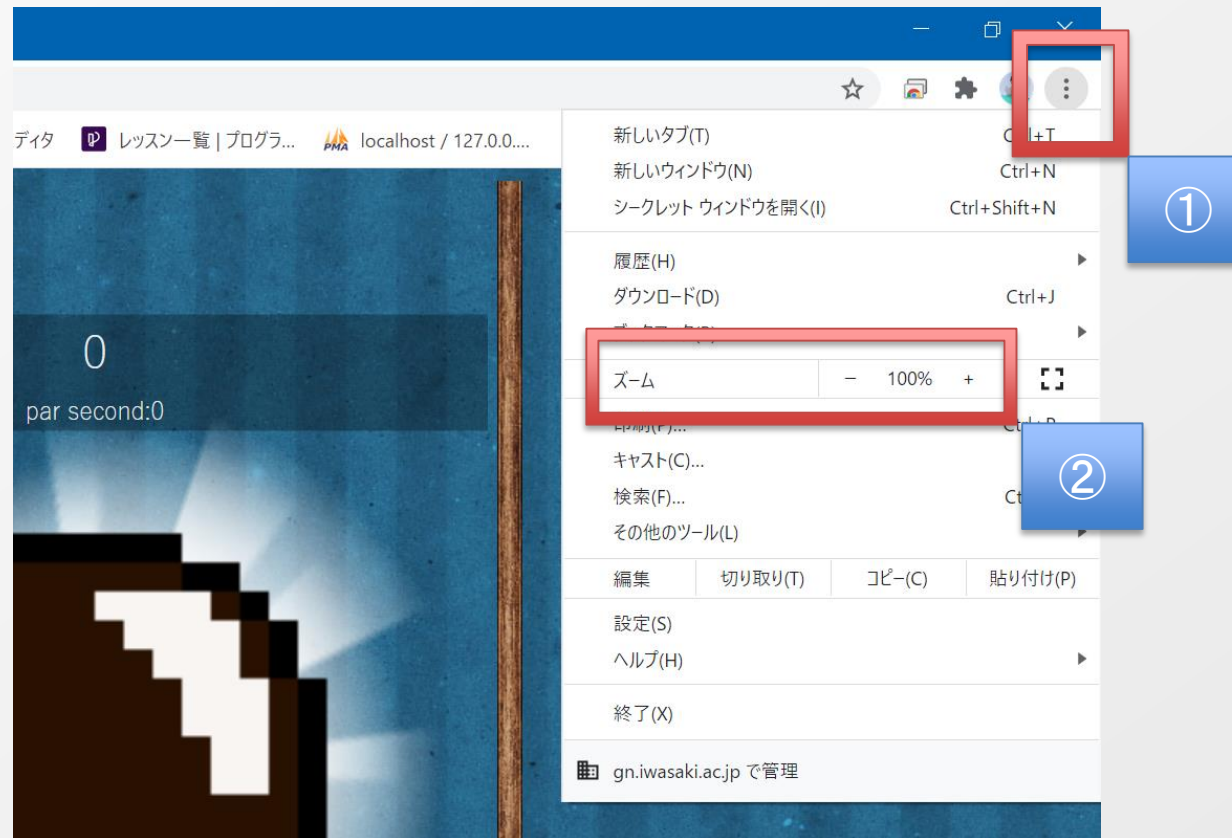 ディタ レッスン一覧 | プログラ... PMA localhost / 127.0.0....
新しいタブ(T)
新しいウィンドウ(N) Ctrl+N
シークレット ウィンドウを開く(I) Ctrl+Shift+N
①
履歴(H)
ダウンロード(D) Ctrl+J
0
ズーム − 100% +
par second:0
キャスト(C)...
検索(F)...
②
その他のツール(L)
編集 切り取り(T) コピー(C) 貼り付け(P)
設定(S)
ヘルプ(H)
終了(X)
gn.iwasaki.ac.jp で管理